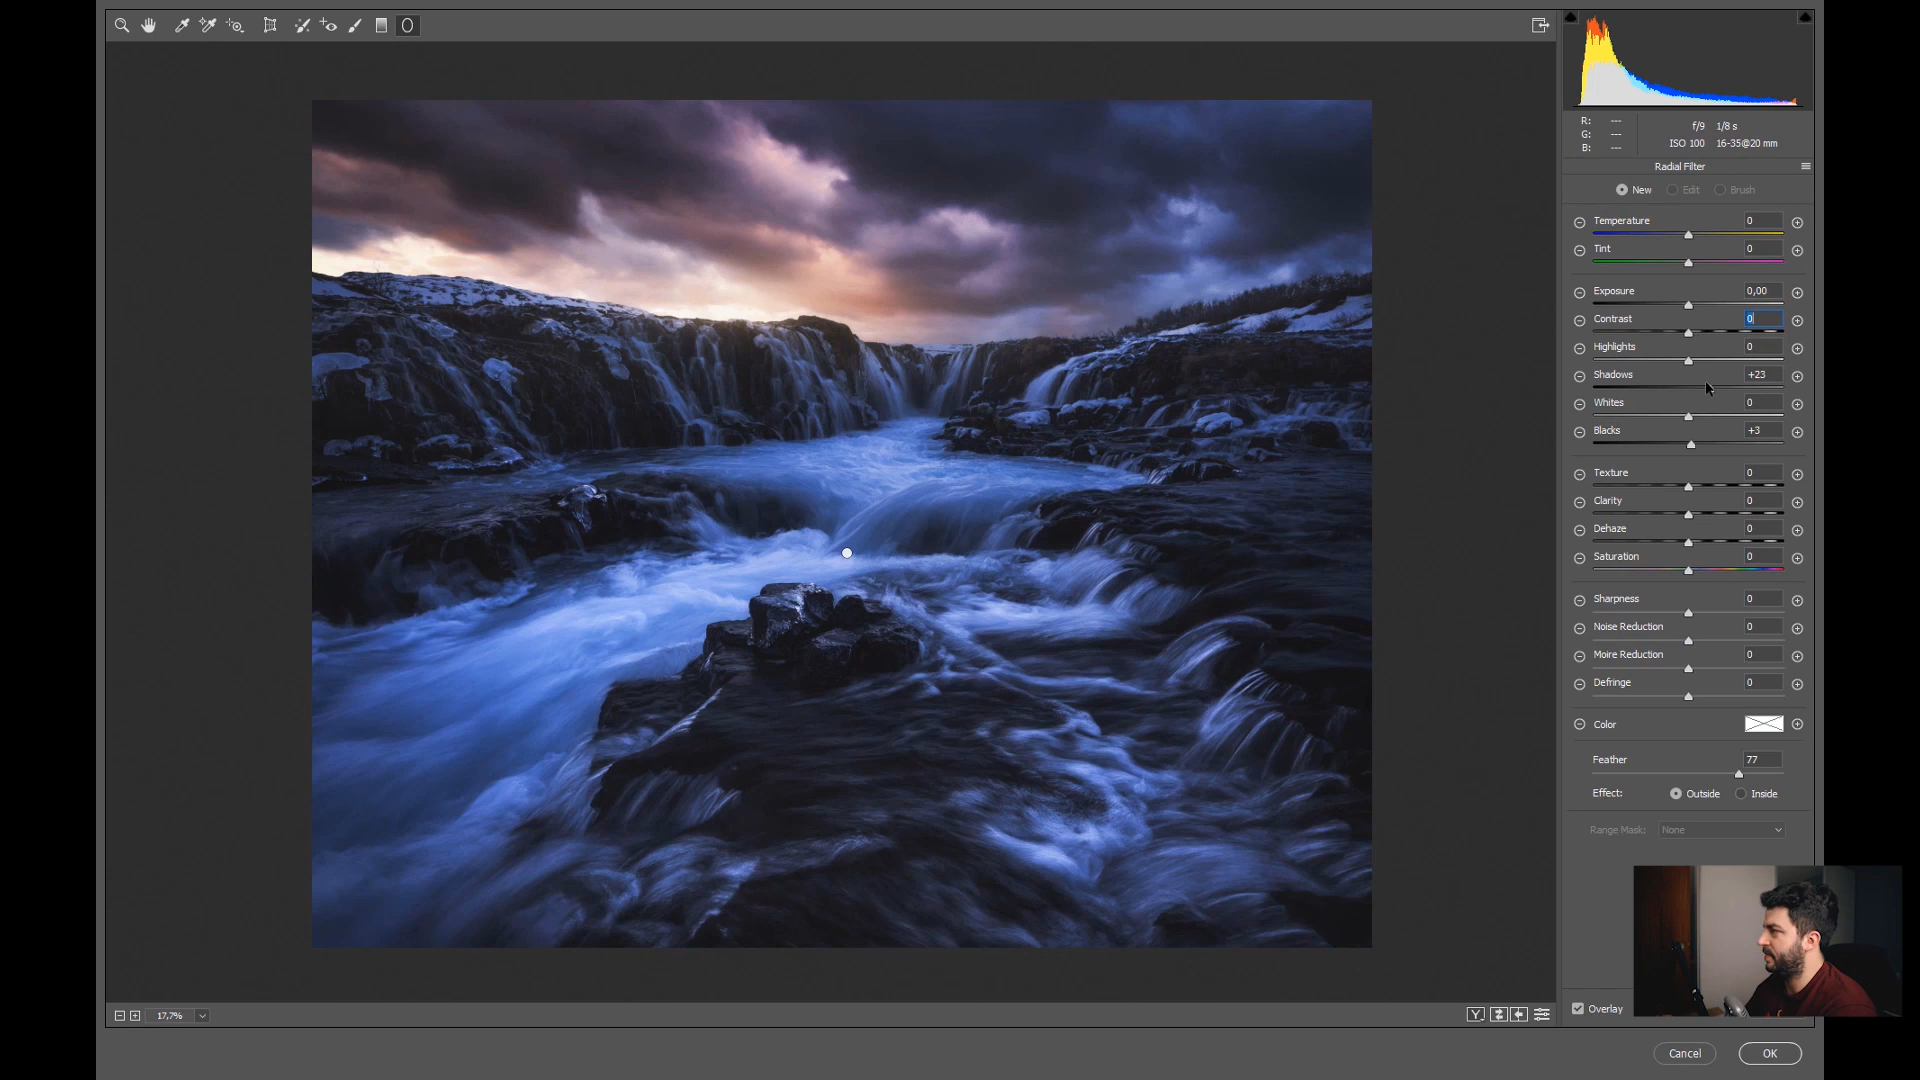 R: ---
G: ---
B: ---
f/9 1/8 s
ISO 100 16-35@20 mm
Radial Filter
New Edit Brush
Temperature 0
Tint 0
Exposure 0,00
Contrast 0
Highlights 0
Shadows +23
Whites 0
Blacks +3
Texture 0
Clarity 0
Dehaze 0
Saturation 0
Sharpness 0
Noise Reduction 0
Moire Reduction 0
Defringe 0
Color
Feather 77
Effect: Outside Inside
Range Mask: None
Overlay
17,7%
Y
Cancel OK